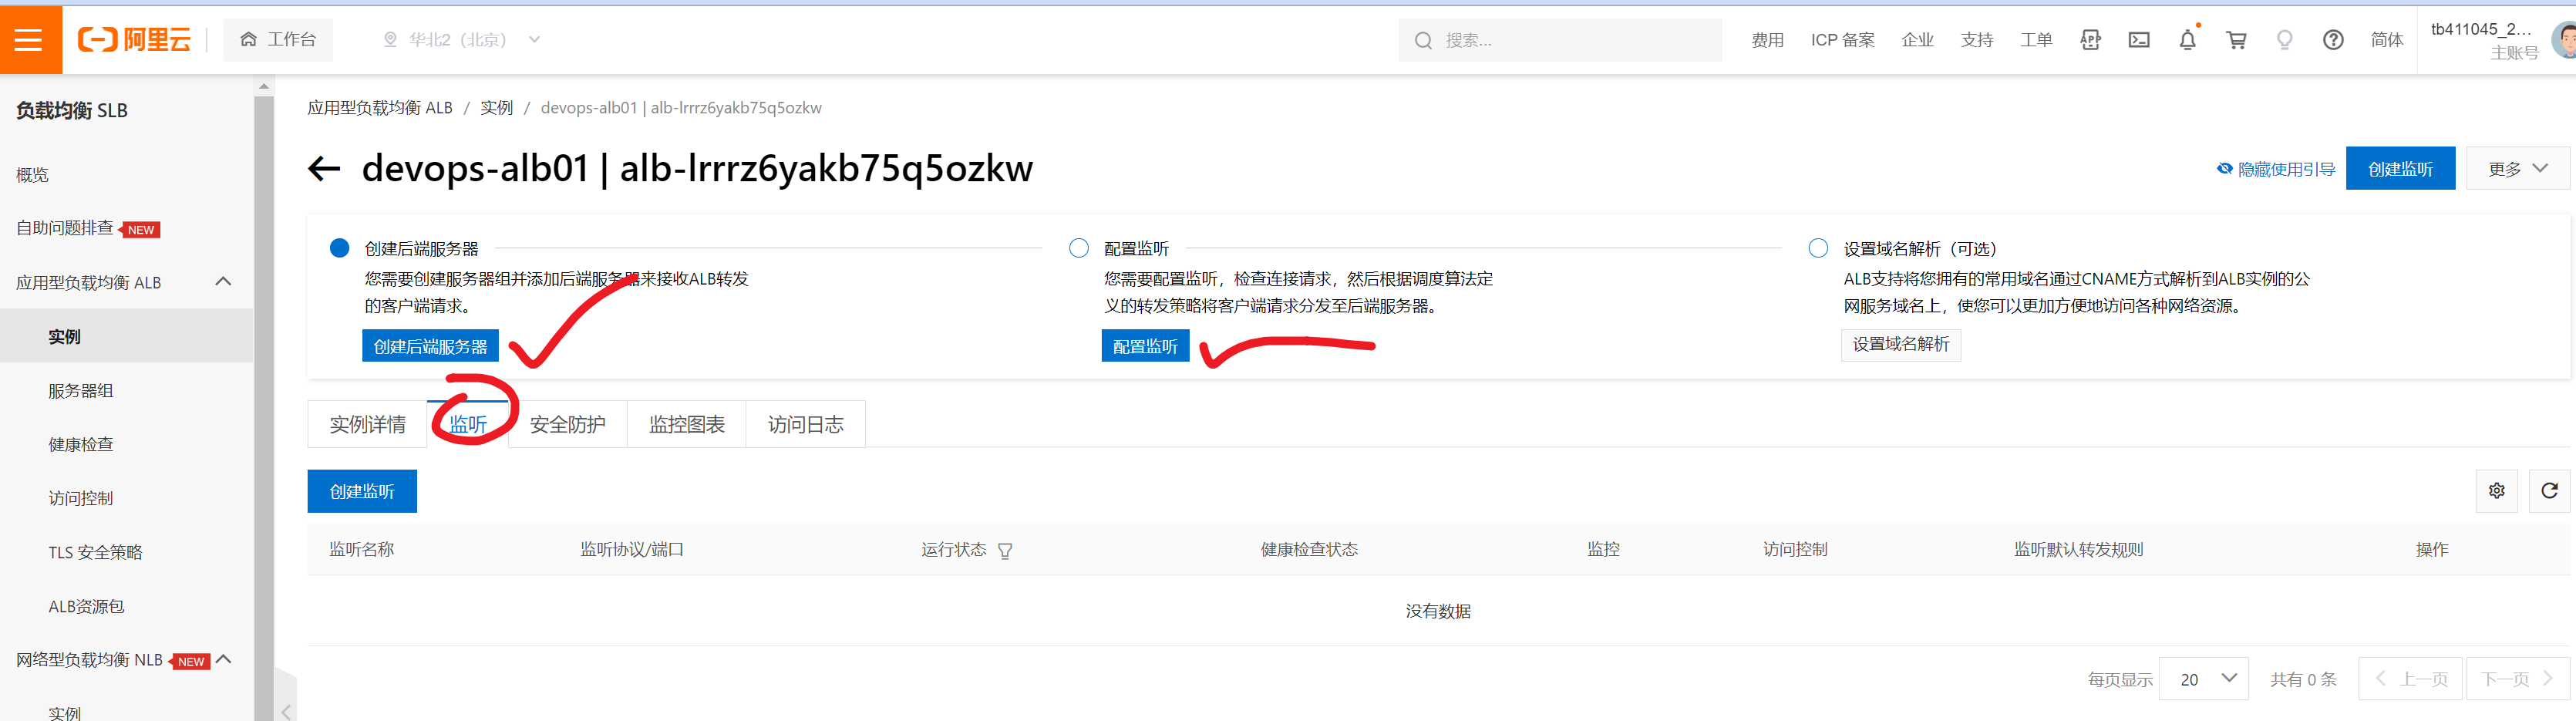 阿里云
工作台
华北2（北京）
搜索...
费用
ICP 备案
企业
支持
工单
APP
简体
tb411045_2...
主账号
负载均衡 SLB
概览
自助问题排查 NEW
应用型负载均衡 ALB
实例
服务器组
健康检查
访问控制
TLS 安全策略
ALB资源包
网络型负载均衡 NLB NEW
实例
应用型负载均衡 ALB / 实例 / devops-alb01 | alb-lrrrz6yakb75q5ozkw
devops-alb01 | alb-lrrrz6yakb75q5ozkw
隐藏使用引导
创建监听
更多
创建后端服务器
您需要创建服务器组并添加后端服务器来接收ALB转发
的客户端请求。
创建后端服务器
配置监听
您需要配置监听，检查连接请求，然后根据调度算法定
义的转发策略将客户端请求分发至后端服务器。
配置监听
设置域名解析（可选）
ALB支持将您拥有的常用域名通过CNAME方式解析到ALB实例的公
网服务域名上，使您可以更加方便地访问各种网络资源。
设置域名解析
实例详情
监听
安全防护
监控图表
访问日志
创建监听
监听名称
监听协议/端口
运行状态
健康检查状态
监控
访问控制
监听默认转发规则
操作
没有数据
每页显示
20
共有 0 条
上一页
下一页